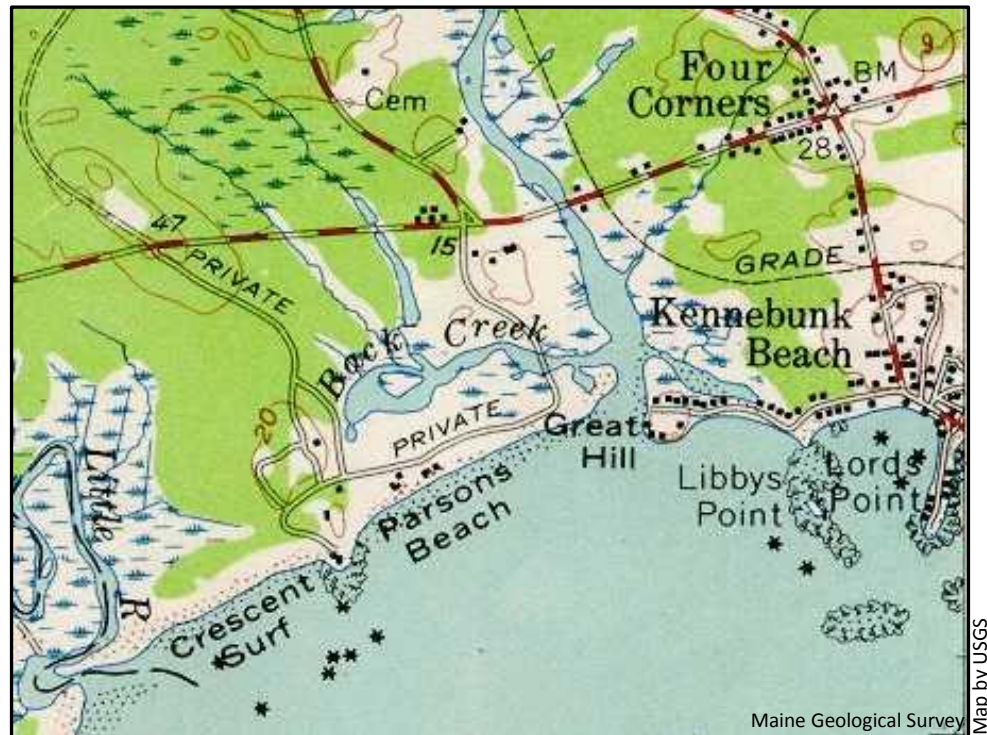 9
Four
Corners
BM
Cem
28
47
15
PRIVATE
GRADE
Kennebunk
Beach
Back Creek
20
PRIVATE
Great
Hill
Little R
Libbys
Point
Lords
Point
Parsons
Beach
Crescent
Surf
Maine Geological Survey
Map by USGS